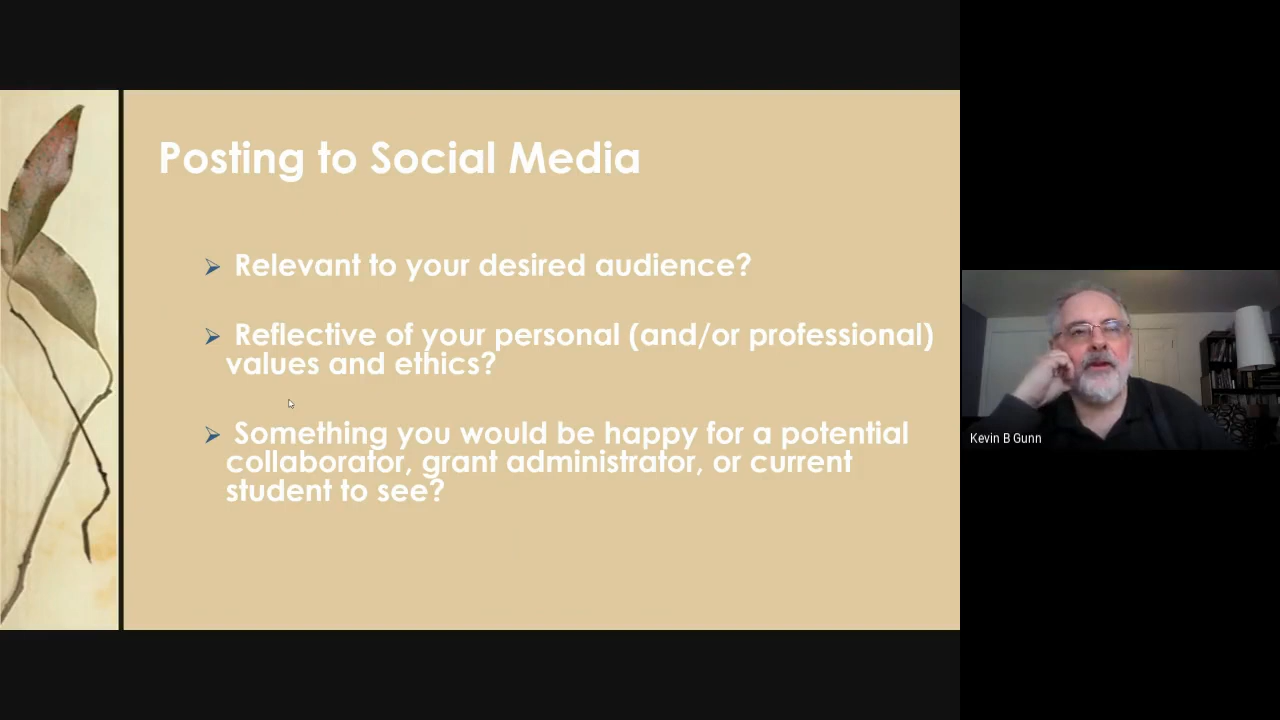 Posting to Social Media
Relevant to your desired audience?
Reflective of your personal (and/or professional)
values and ethics?
Something you would be happy for a potential
collaborator, grant administrator, or current
student to see?
Kevin B Gunn